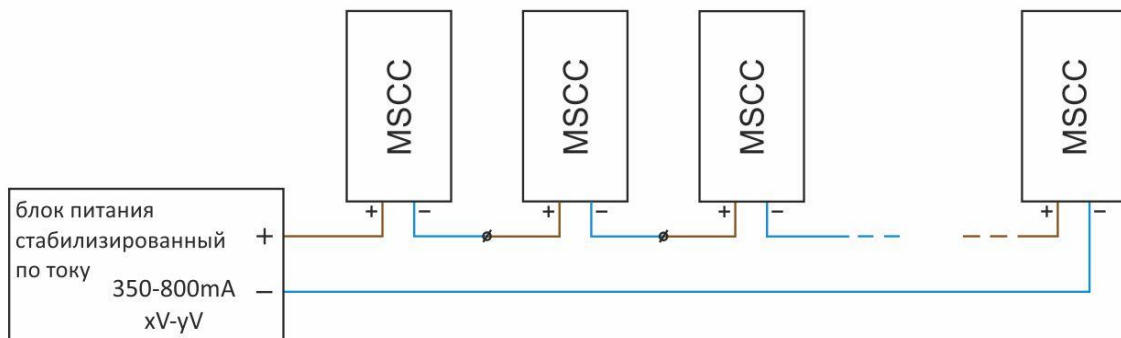 MSCC
MSCC
MSCC
MSCC
+ −
+ −
+ −
+ −
блок питания
стабилизированный +
по току
350-800mA −
xV-yV